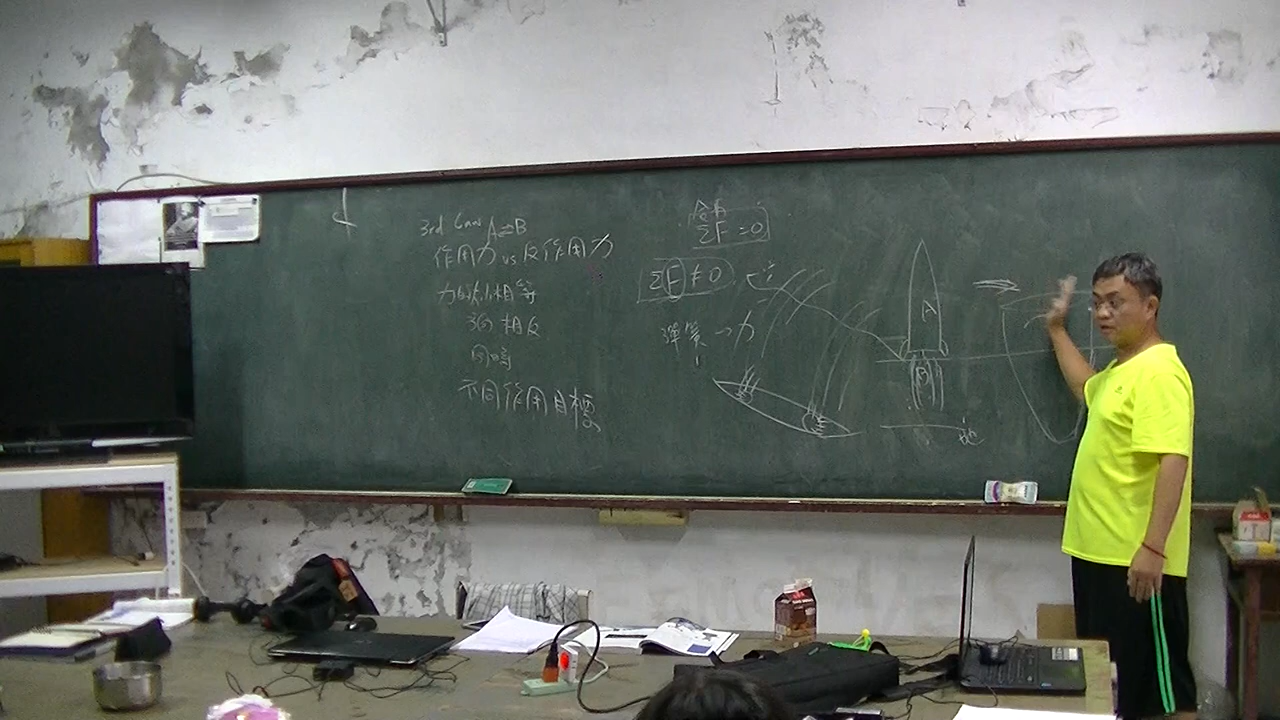 3rd Law A⇌B
作用力 vs 反作用力
力的大小相等
方向相反
同時
不同作用目標
合力
ΣF = 0
ΣF ≠ 0
彈簧 → 力
A
B
地